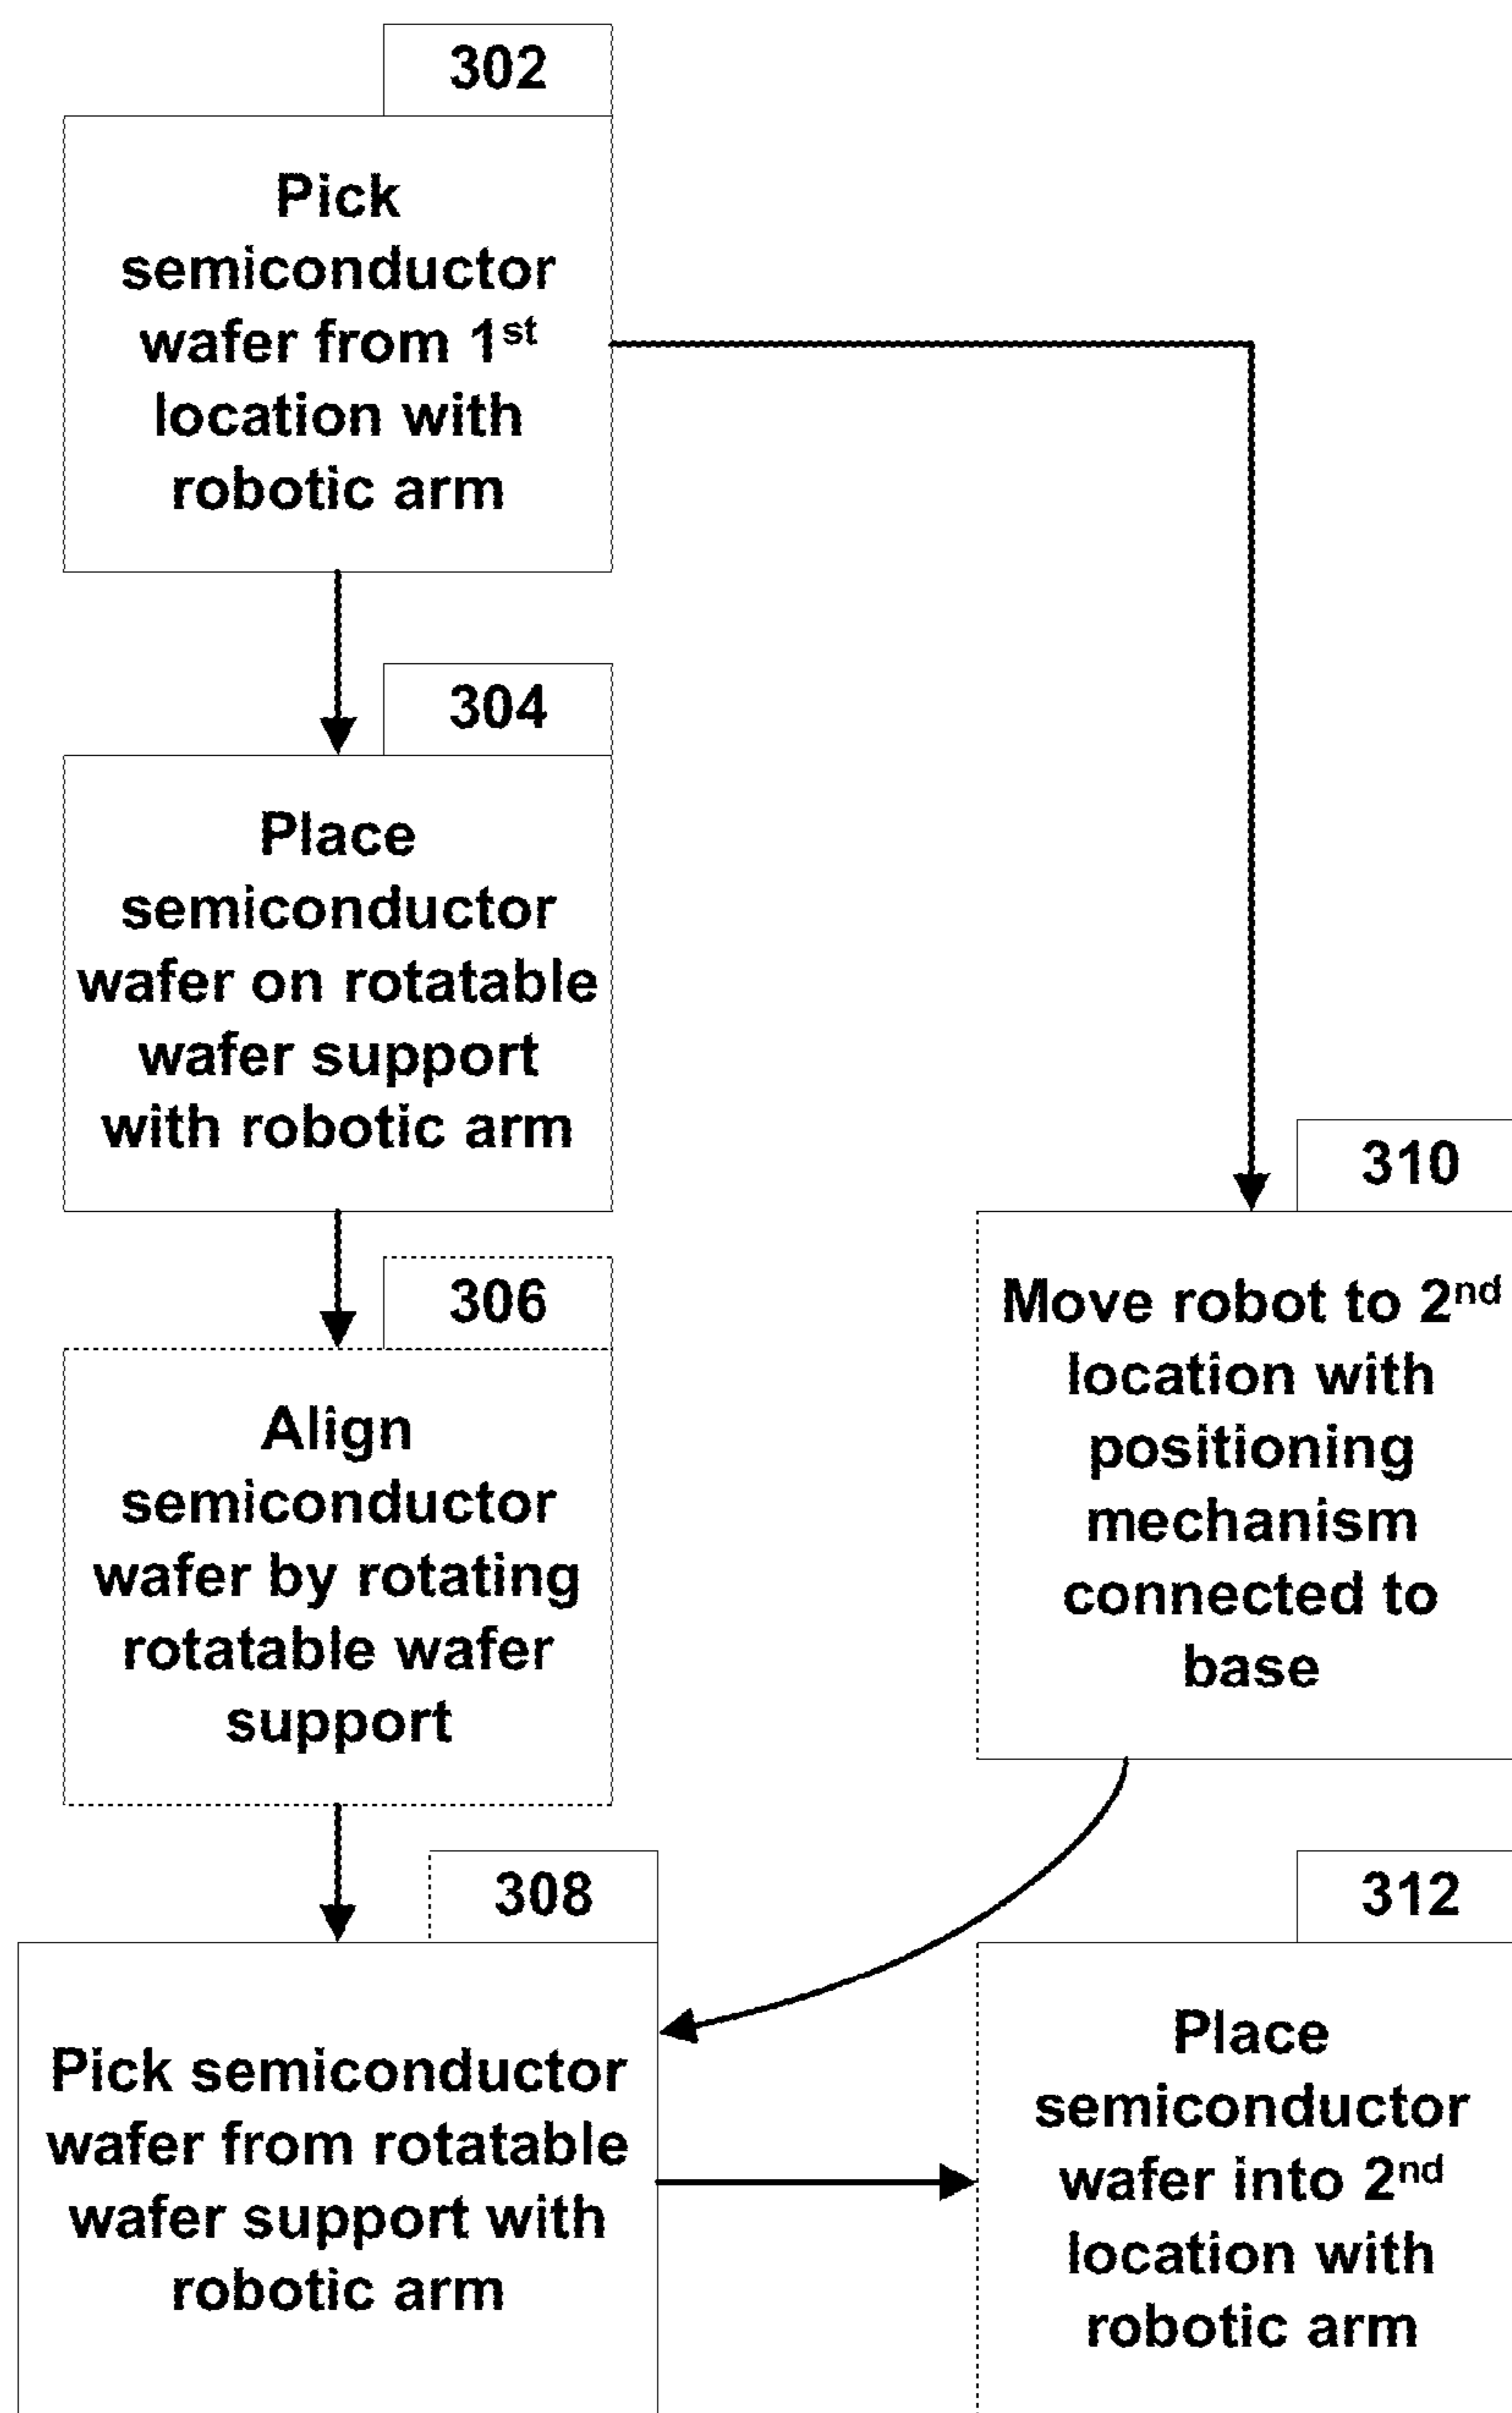 302
Pick
semiconductor
wafer from 1st
location with
robotic arm
304
Place
semiconductor
wafer on rotatable
wafer support
with robotic arm
306
Align
semiconductor
wafer by rotating
rotatable wafer
support
308
Pick semiconductor
wafer from rotatable
wafer support with
robotic arm
310
Move robot to 2nd
location with
positioning
mechanism
connected to
base
312
Place
semiconductor
wafer into 2nd
location with
robotic arm